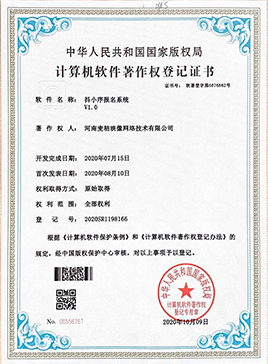 中华人民共和国国家版权局
计算机软件著作权登记证书
证书号： 软著登字第6076862号
软件名称： 抖小序报名系统
V1.0
著作权人： 河南麦秸映像网络技术有限公司
开发完成日期： 2020年07月15日
首次发表日期： 2020年08月10日
权利取得方式： 原始取得
权利范围： 全部权利
登记号： 2020SR1198166
根据《计算机软件保护条例》和《计算机软件著作权登记办法》的
规定，经中国版权保护中心审核，对以上事项予以登记。
中华人民共和国国家版权局
计算机软件著作权
登记专用章
No. 06556767
2020年10月09日